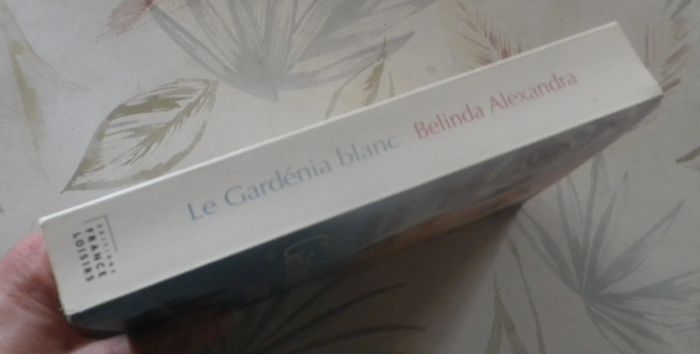 Le Gardénia blanc Belinda Alexandra
ÉDITIONS
FRANCE
LOISIRS